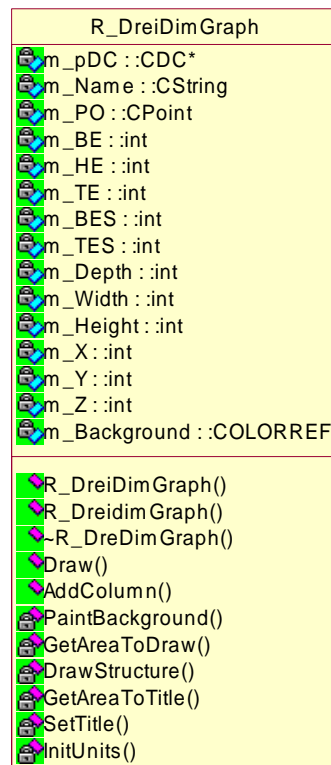 R_DreiDimGraph
m_pDC : :CDC*
m_Name : :CString
m_PO : :CPoint
m_BE : :int
m_HE : :int
m_TE : :int
m_BES : :int
m_TES : :int
m_Depth : :int
m_Width : :int
m_Height : :int
m_X : :int
m_Y : :int
m_Z : :int
m_Background : :COLORREF
R_DreiDimGraph()
R_DreidimGraph()
~R_DreDimGraph()
Draw()
AddColumn()
PaintBackground()
GetAreaToDraw()
DrawStructure()
GetAreaToTitle()
SetTitle()
InitUnits()